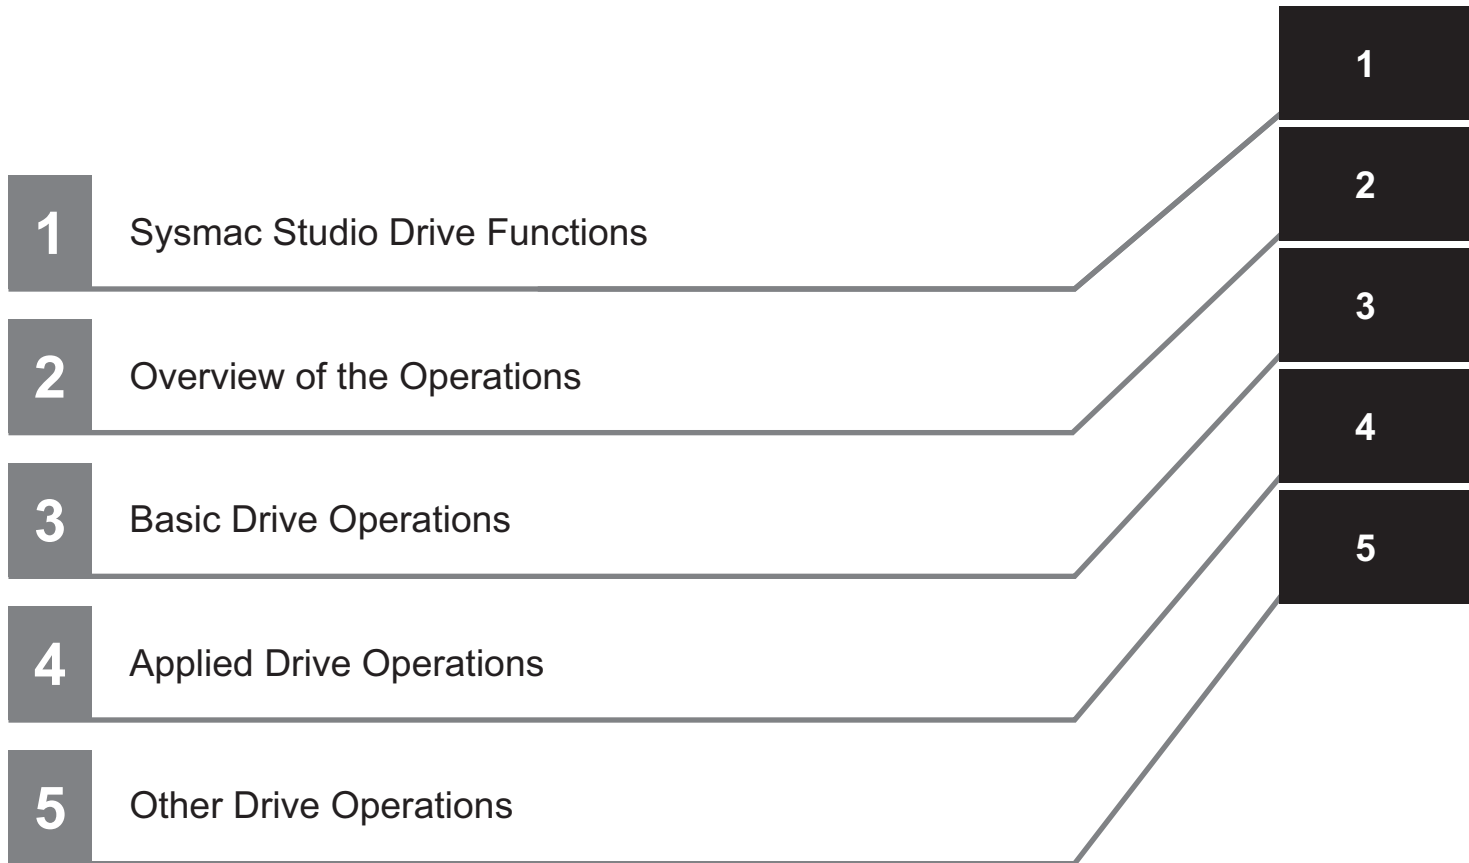 1 Sysmac Studio Drive Functions
2 Overview of the Operations
3 Basic Drive Operations
4 Applied Drive Operations
5 Other Drive Operations
1
2
3
4
5